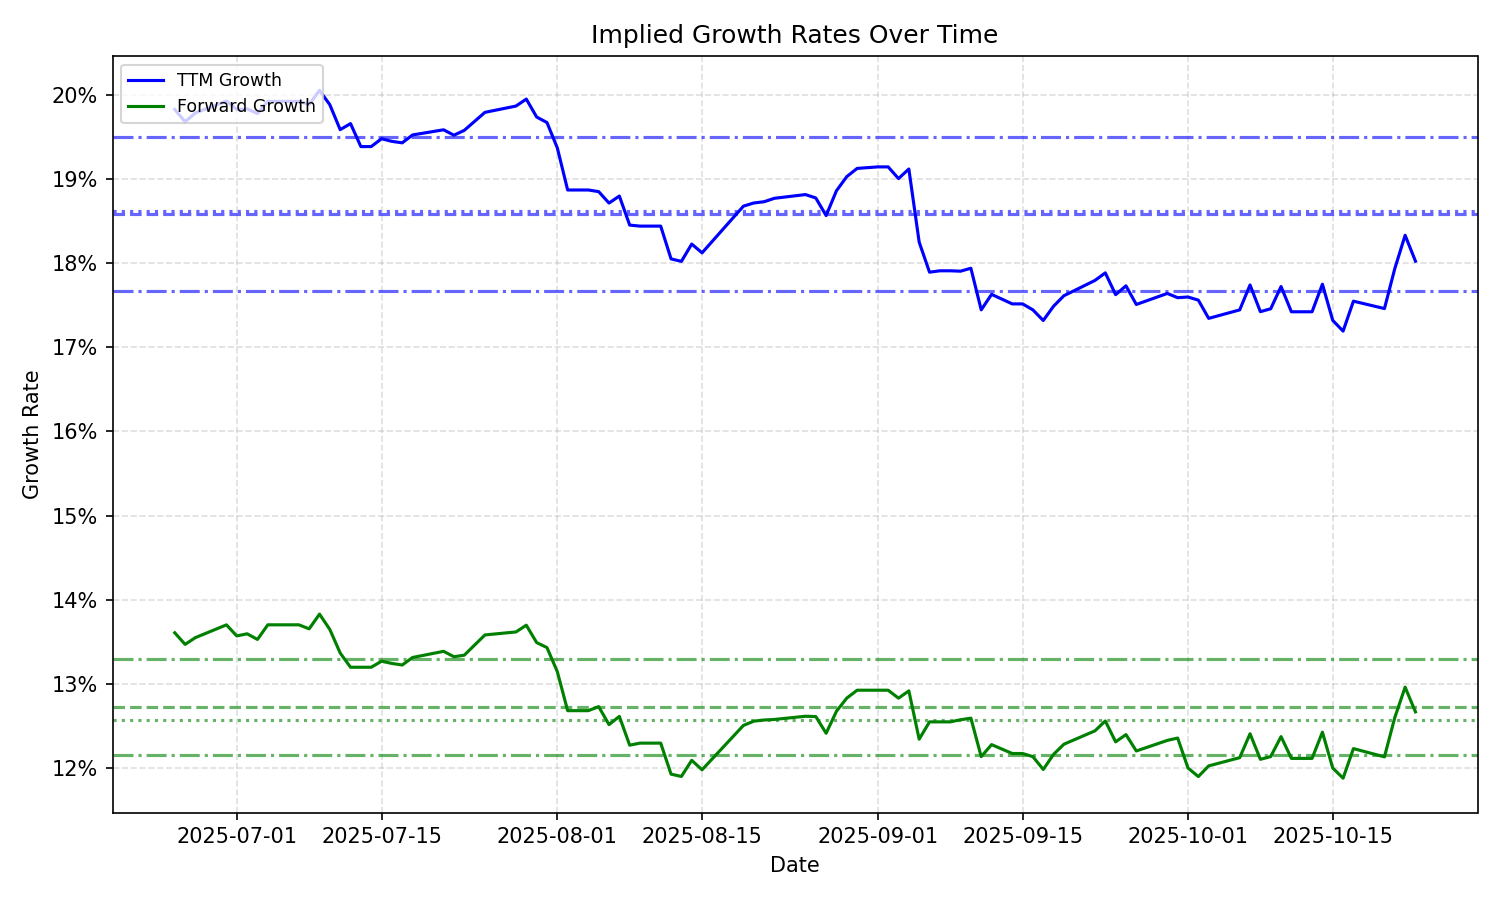 Implied Growth Rates Over Time
TTM Growth
Forward Growth
20%
19%
18%
17%
16%
15%
14%
13%
12%
Growth Rate
2025-07-01 2025-07-15 2025-08-01 2025-08-15 2025-09-01 2025-09-15 2025-10-01 2025-10-15
Date